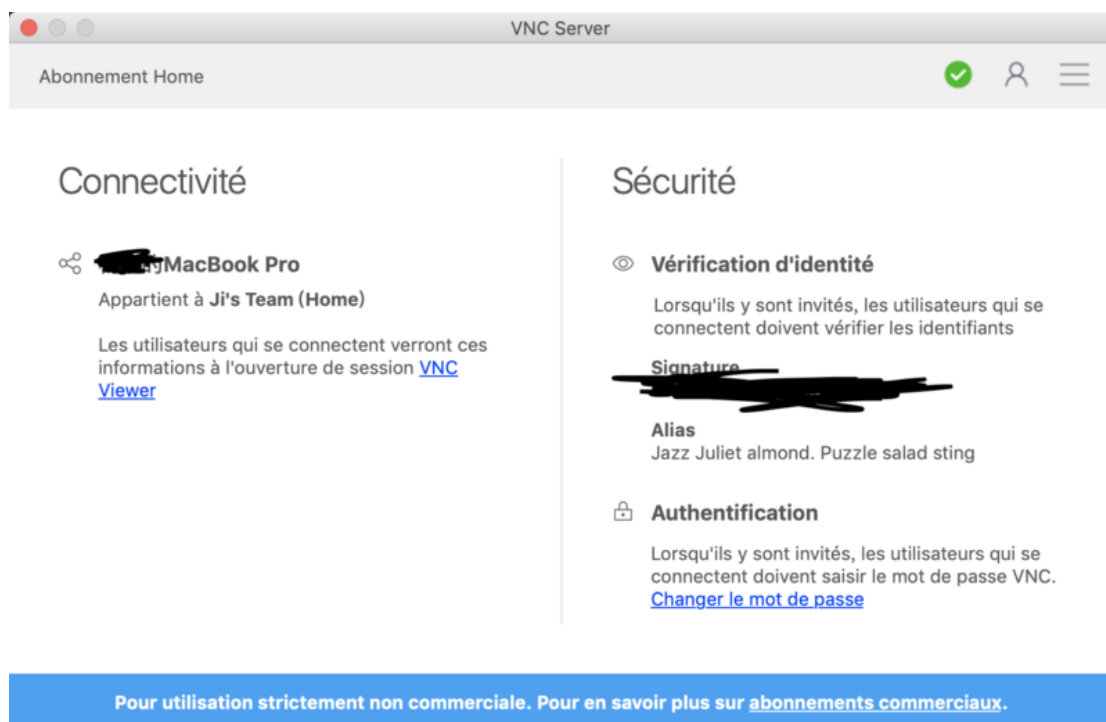 VNC Server
Abonnement Home
Connectivité
MacBook Pro
Appartient à Ji's Team (Home)
Les utilisateurs qui se connectent verront ces
informations à l'ouverture de session VNC
Viewer
Sécurité
Vérification d'identité
Lorsqu'ils y sont invités, les utilisateurs qui se
connectent doivent vérifier les identifiants
Signature
Alias
Jazz Juliet almond. Puzzle salad sting
Authentification
Lorsqu'ils y sont invités, les utilisateurs qui se
connectent doivent saisir le mot de passe VNC.
Changer le mot de passe
Pour utilisation strictement non commerciale. Pour en savoir plus sur abonnements commerciaux.